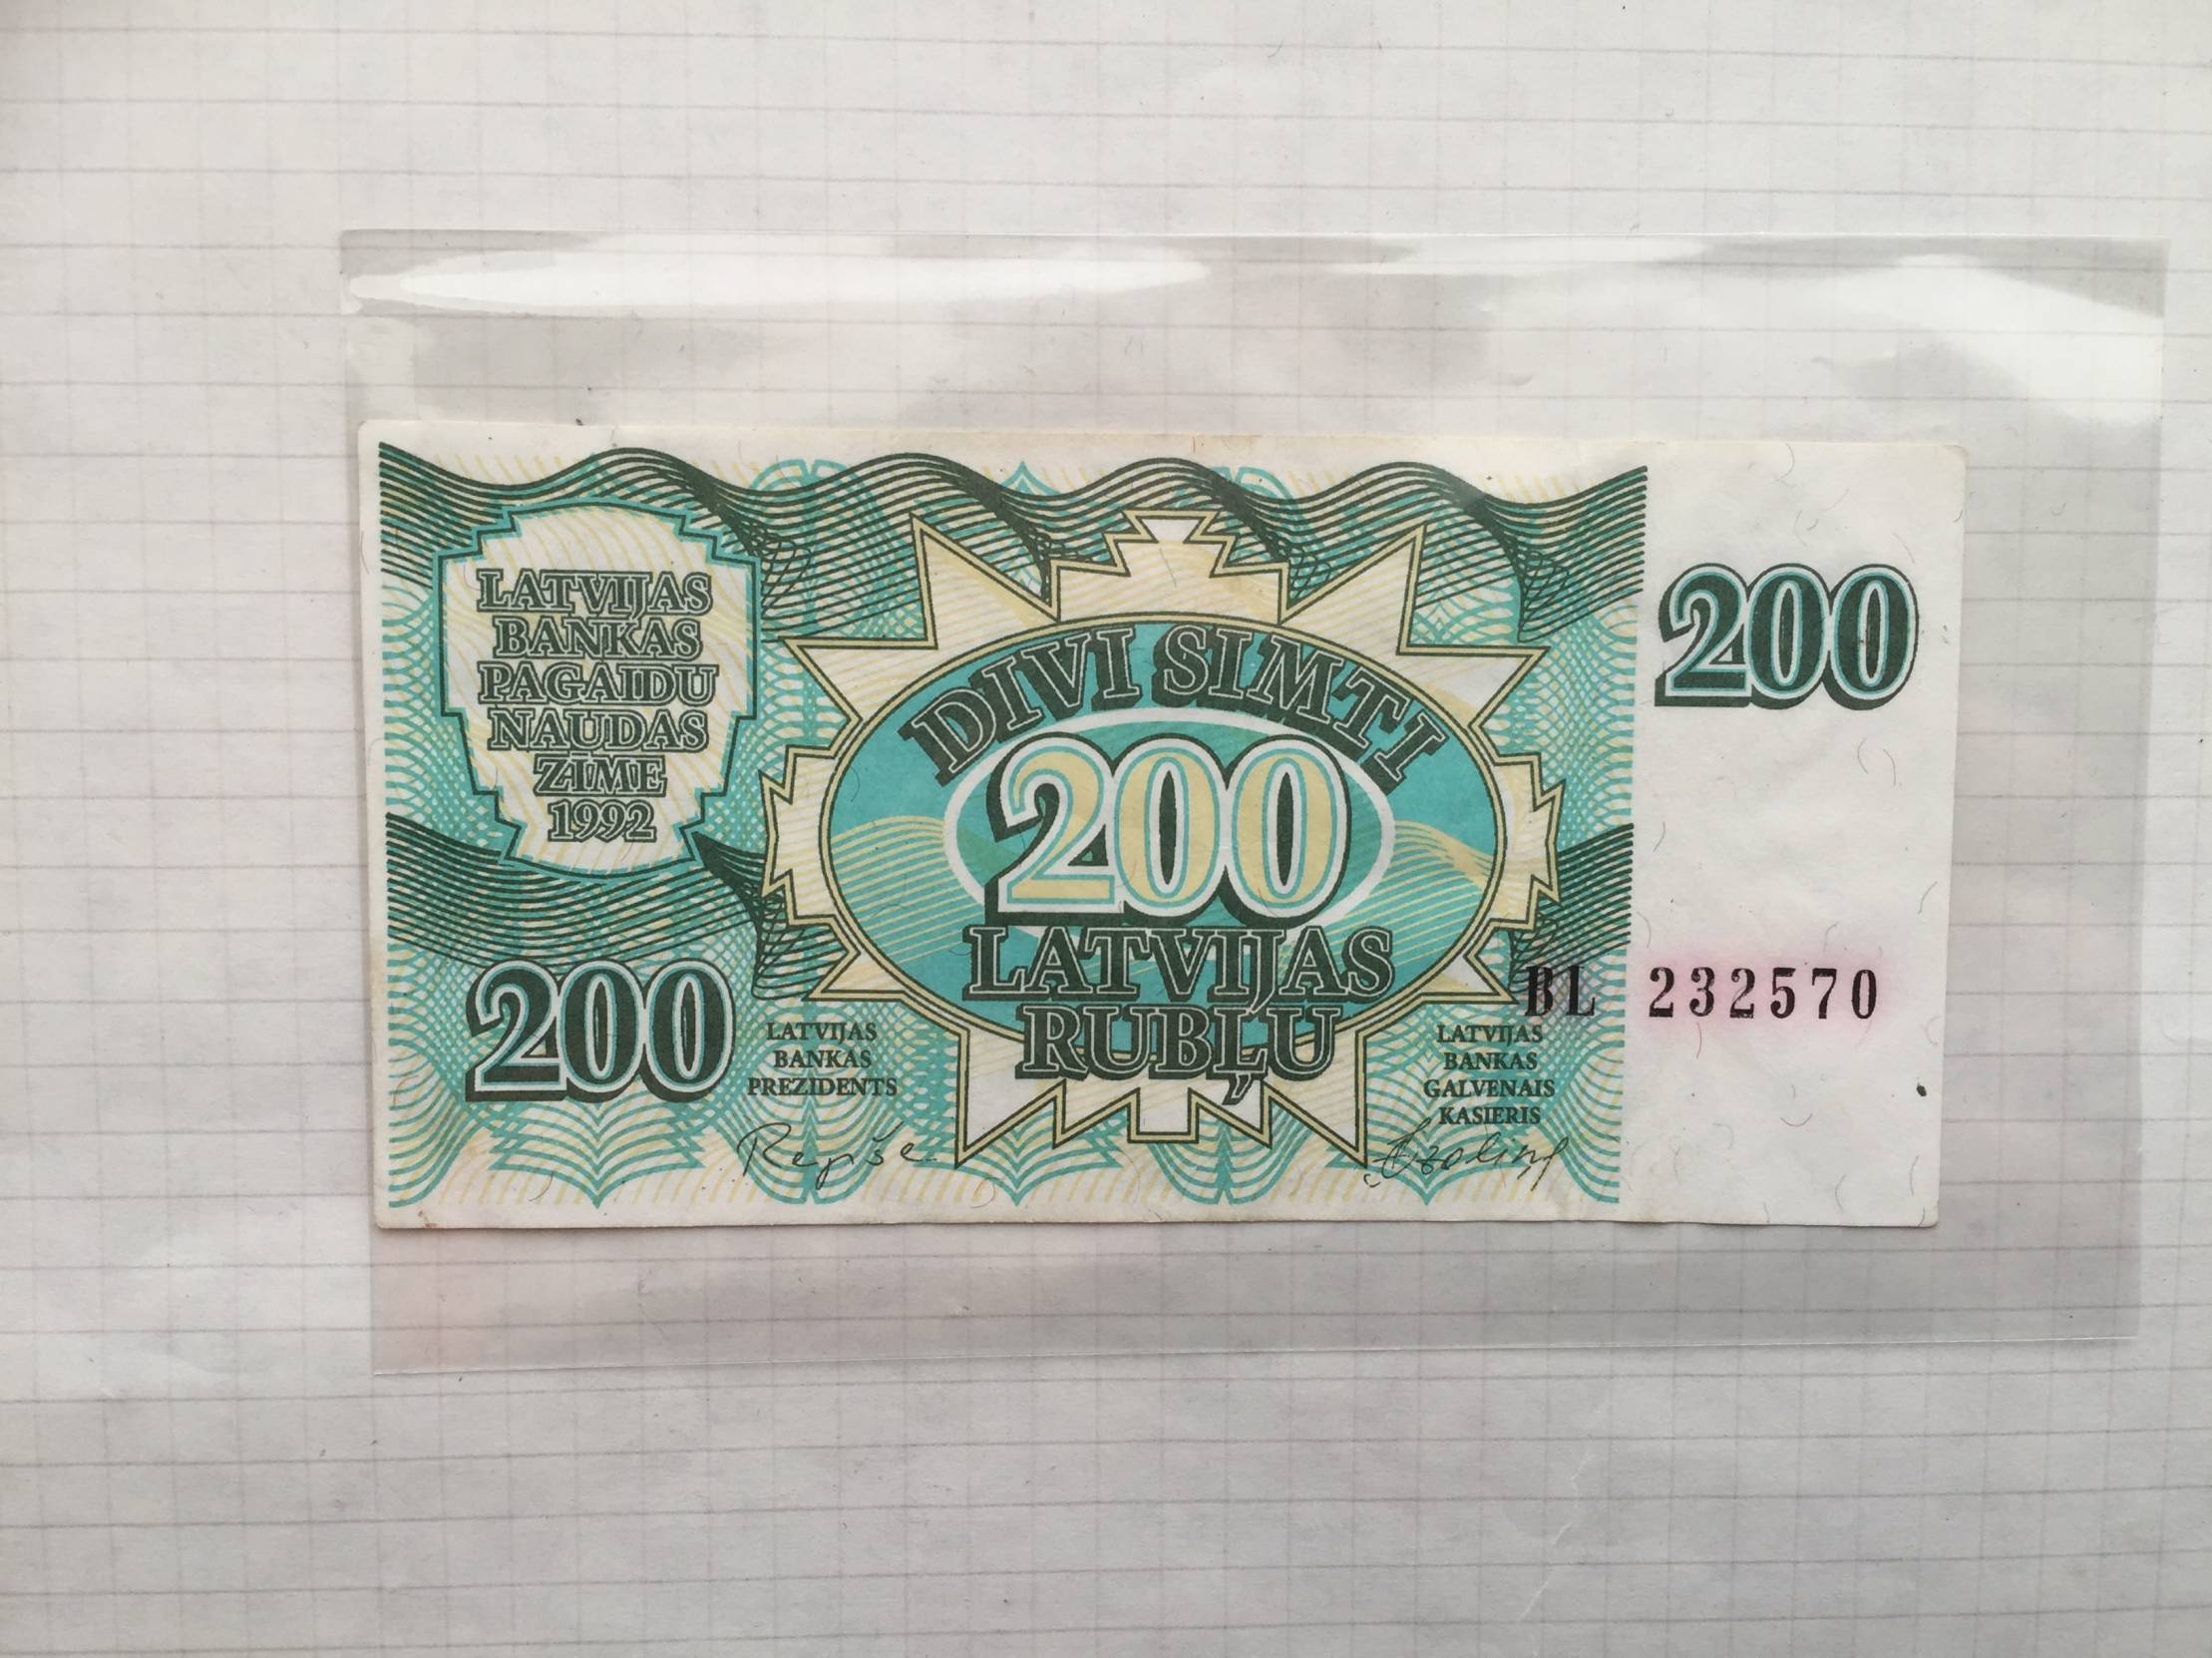 LATVIJAS
BANKAS
PAGAIDU
NAUDAS
ZĪME
1992
DIVI SIMTI
200
LATVIJAS
RUBĻU
200
200
LATVIJAS
BANKAS
PREZIDENTS
Repše
LATVIJAS
BANKAS
GALVENAIS
KASIERIS
BL 232570